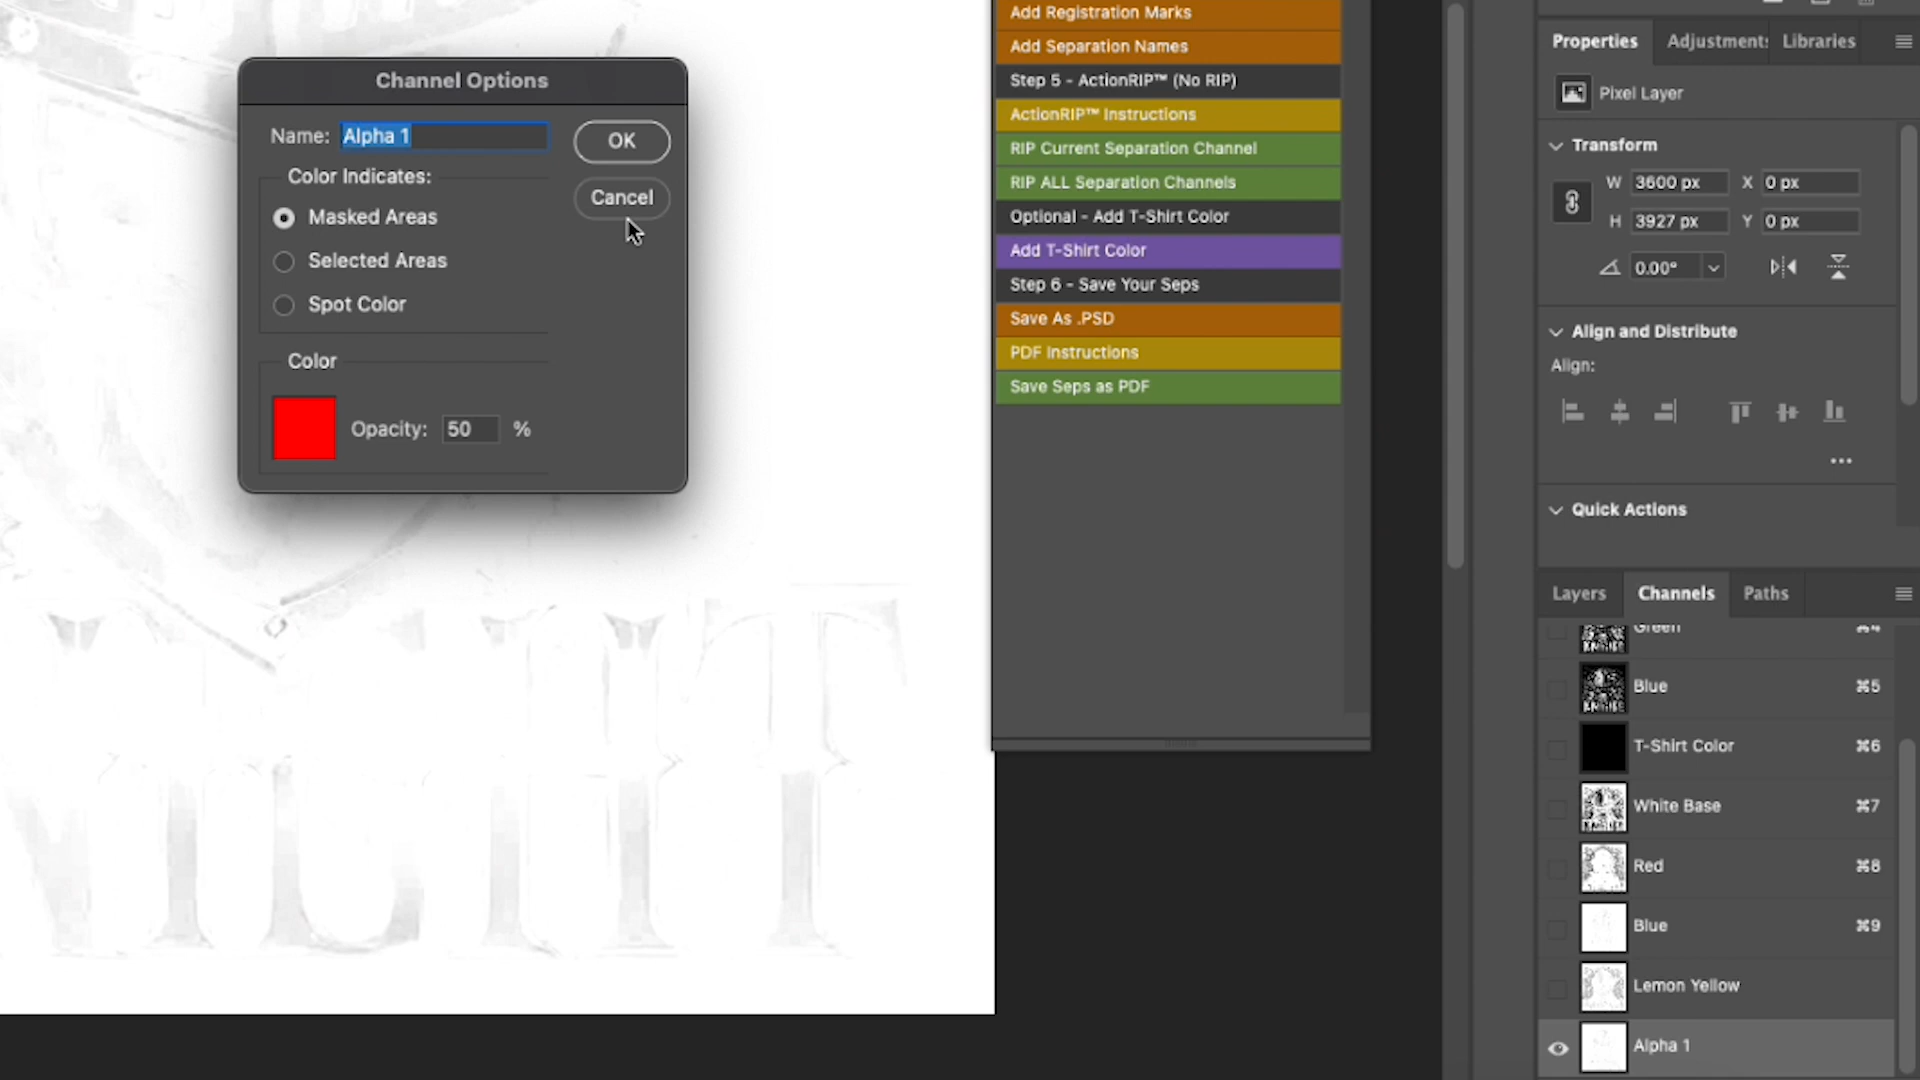 Channel Options
Name: Alpha 1
OK
Color Indicates:
Cancel
Masked Areas
Selected Areas
Spot Color
Color
Opacity: 50 %
Add Registration Marks
Add Separation Names
Step 5 - ActionRIP™ (No RIP)
ActionRIP™ Instructions
RIP Current Separation Channel
RIP ALL Separation Channels
Optional - Add T-Shirt Color
Add T-Shirt Color
Step 6 - Save Your Seps
Save As .PSD
PDF Instructions
Save Seps as PDF
Properties Adjustments Libraries
Pixel Layer
Transform
W 3600 px X 0 px
H 3927 px Y 0 px
0.00°
Align and Distribute
Align:
Quick Actions
Layers Channels Paths
Green ⌘4
Blue ⌘5
T-Shirt Color ⌘6
White Base ⌘7
Red ⌘8
Blue ⌘9
Lemon Yellow
Alpha 1